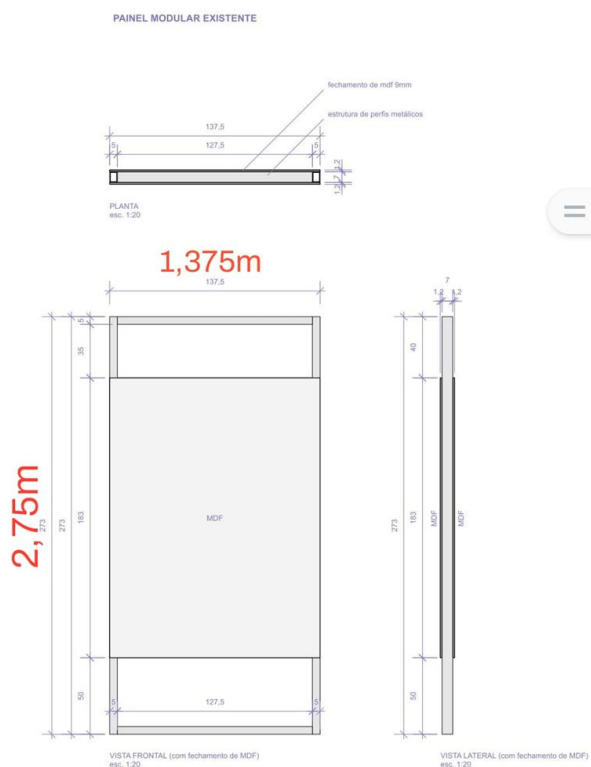 PAINEL MODULAR EXISTENTE
fechamento de mdf 9mm
estrutura de perfis metálicos
137,5
5
127,5
5
1,2
7
1,2
PLANTA
esc. 1:20
1,375m
137,5
5
35
183
50
273
273
2,75m
MDF
5
127,5
5
VISTA FRONTAL (com fechamento de MDF)
esc. 1:20
7
1,2
1,2
40
183
50
273
MDF
MDF
VISTA LATERAL (com fechamento de MDF)
esc. 1:20